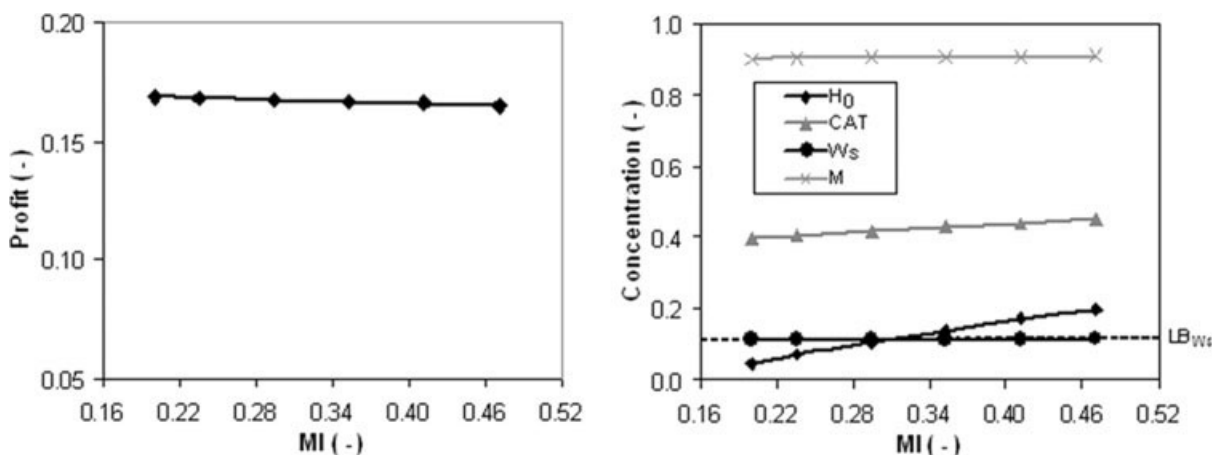 0.20
0.15
0.10
0.05
Profit ( - )
0.16 0.22 0.28 0.34 0.40 0.46 0.52
MI ( - )
1.0
0.8
0.6
0.4
0.2
0.0
Concentration ( - )
H0
CAT
Ws
M
LBWs
0.16 0.22 0.28 0.34 0.40 0.46 0.52
MI ( - )